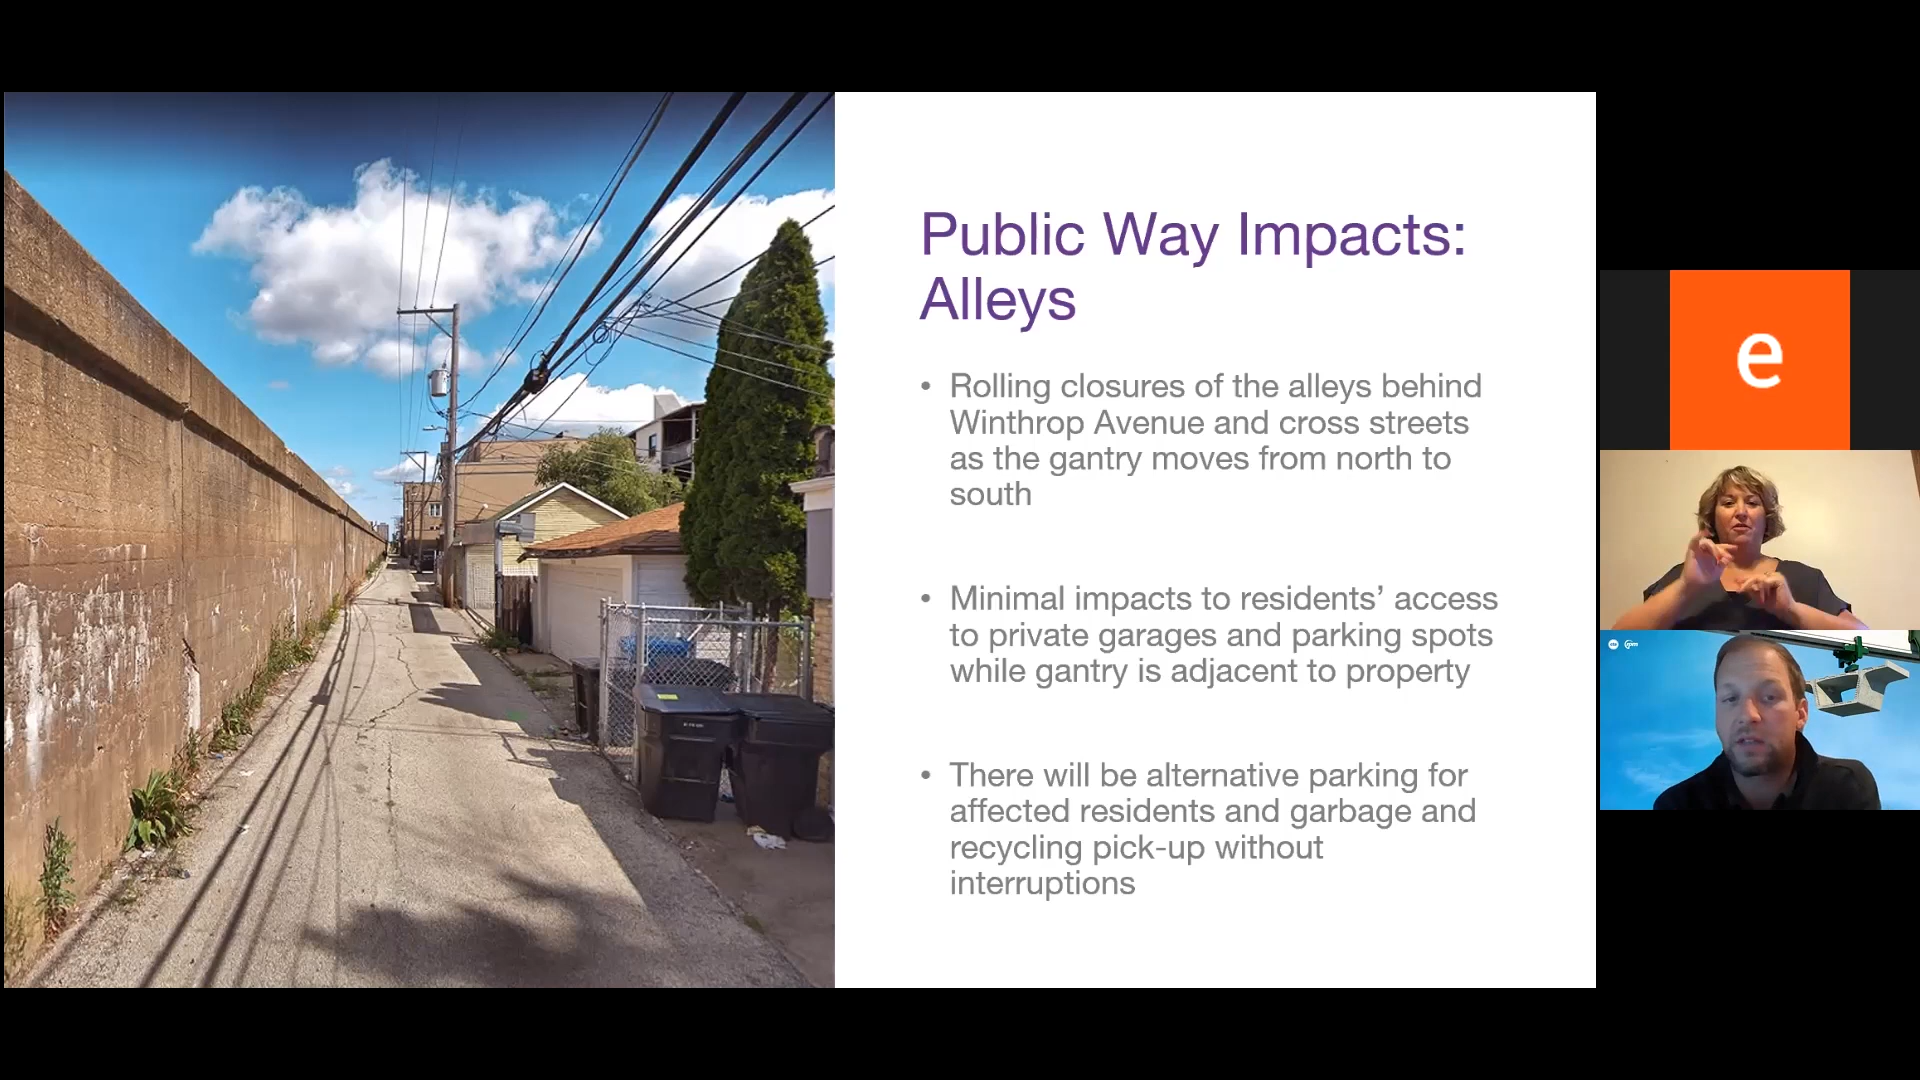 Public Way Impacts:
Alleys
• Rolling closures of the alleys behind
Winthrop Avenue and cross streets
as the gantry moves from north to
south
• Minimal impacts to residents’ access
to private garages and parking spots
while gantry is adjacent to property
• There will be alternative parking for
affected residents and garbage and
recycling pick-up without
interruptions
e